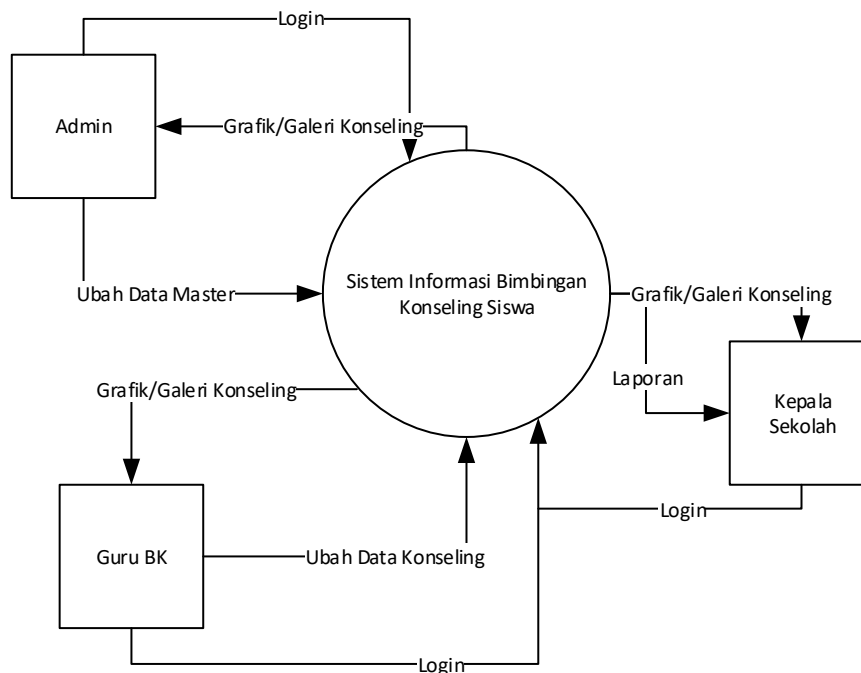 Login
Admin
Grafik/Galeri Konseling
Ubah Data Master
Sistem Informasi Bimbingan
Konseling Siswa
Grafik/Galeri Konseling
Laporan
Kepala
Sekolah
Grafik/Galeri Konseling
Login
Guru BK
Ubah Data Konseling
Login